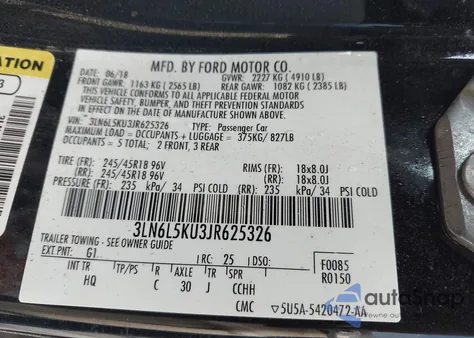 ATION
MFD. BY FORD MOTOR CO.
DATE: 06/18 GVWR: 2227 KG (4910 LB)
FRONT GAWR: 1163 KG (2565 LB) REAR GAWR: 1082 KG (2385 LB)
THIS VEHICLE CONFORMS TO ALL APPLICABLE FEDERAL MOTOR
VEHICLE SAFETY, BUMPER, AND THEFT PREVENTION STANDARDS
IN EFFECT ON THE DATE OF MANUFACTURE SHOWN ABOVE.
VIN: 3LN6L5KU3JR625326 TYPE: Passenger Car
MAXIMUM LOAD = OCCUPANTS + LUGGAGE = 375KG/ 827LB
OCCUPANTS = 5 TOTAL: 2 FRONT, 3 REAR
TIRE (FR): 245/45R18 96V RIMS (FR): 18x8.0J
(RR): 245/45R18 96V (RR): 18x8.0J
PRESSURE (FR): 235 kPa/ 34 PSI COLD (RR): 235 kPa/ 34 PSI COLD
3LN6L5KU3JR625326
TRAILER TOWING - SEE OWNER GUIDE
EXT PNT: G1 RC: 25 DSO: F0085
R0150
INT TR TP/PS R AXLE TR SPR
HQ C 30 J CCHH
CMC ▽5U5A-5420472-AA
autoSnap